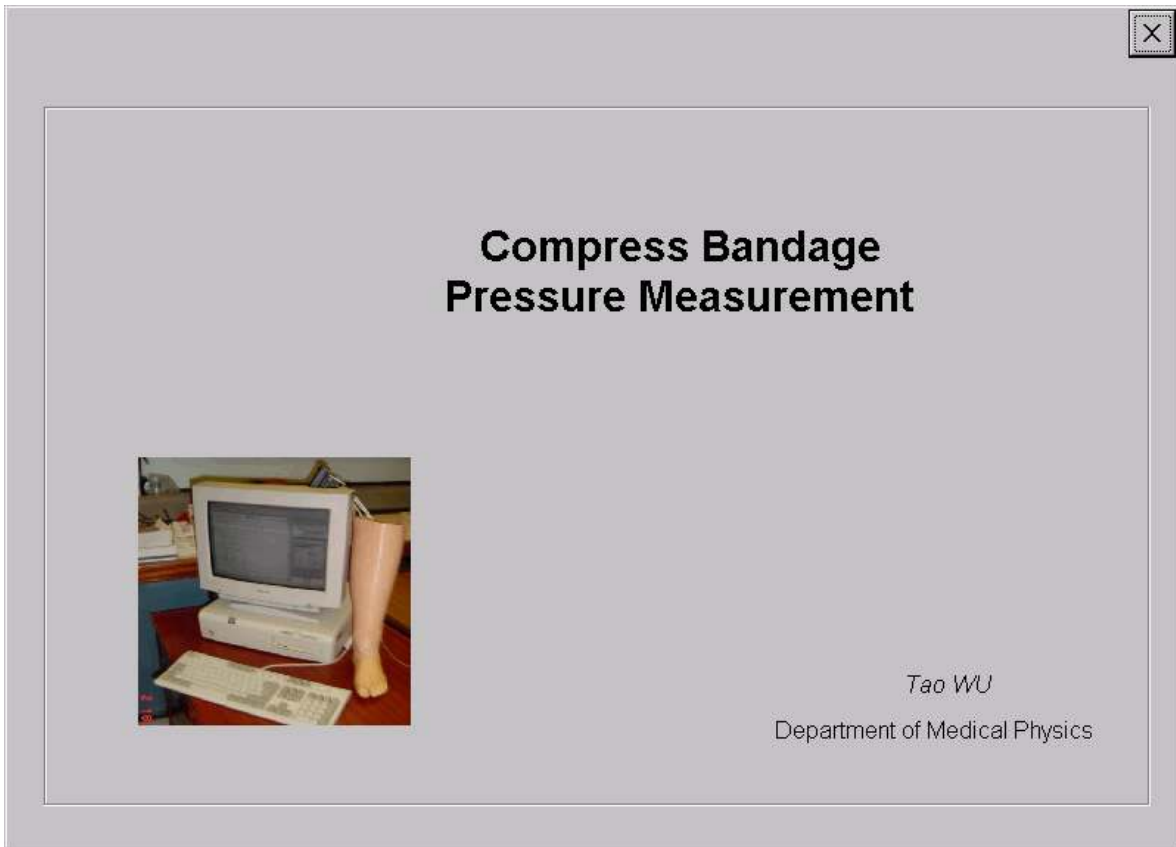 Compress Bandage
Pressure Measurement
Tao WU
Department of Medical Physics